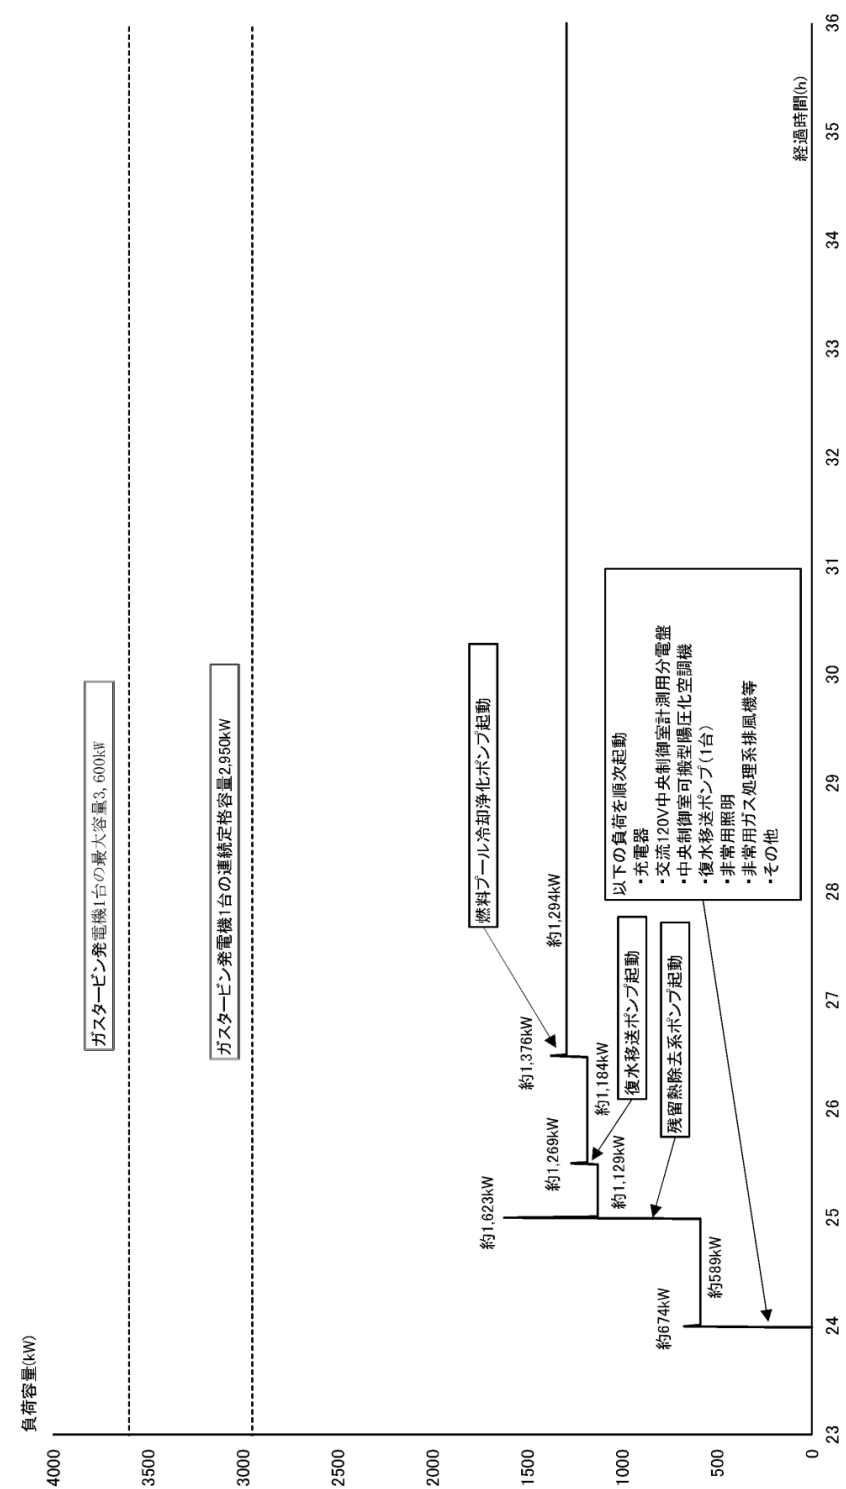 負荷容量(kW)
4000
3500
3000
2500
2000
1500
1000
500
0
ガスタービン発電機1台の最大容量3,600kW
ガスタービン発電機1台の連続定格容量2,950kW
燃料プール冷却浄化ポンプ起動
約1,623kW
約1,376kW
約1,294kW
約1,269kW
約1,184kW
約1,129kW
復水移送ポンプ起動
残留熱除去系ポンプ起動
約674kW
約589kW
以下の負荷を順次起動
・充電器
・交流120V中央制御室計測用分電盤
・中央制御室可搬型陽圧化空調機
・復水移送ポンプ(1台)
・非常用照明
・非常用ガス処理系排風機等
・その他
経過時間(h)
23
24
25
26
27
28
29
30
31
32
33
34
35
36